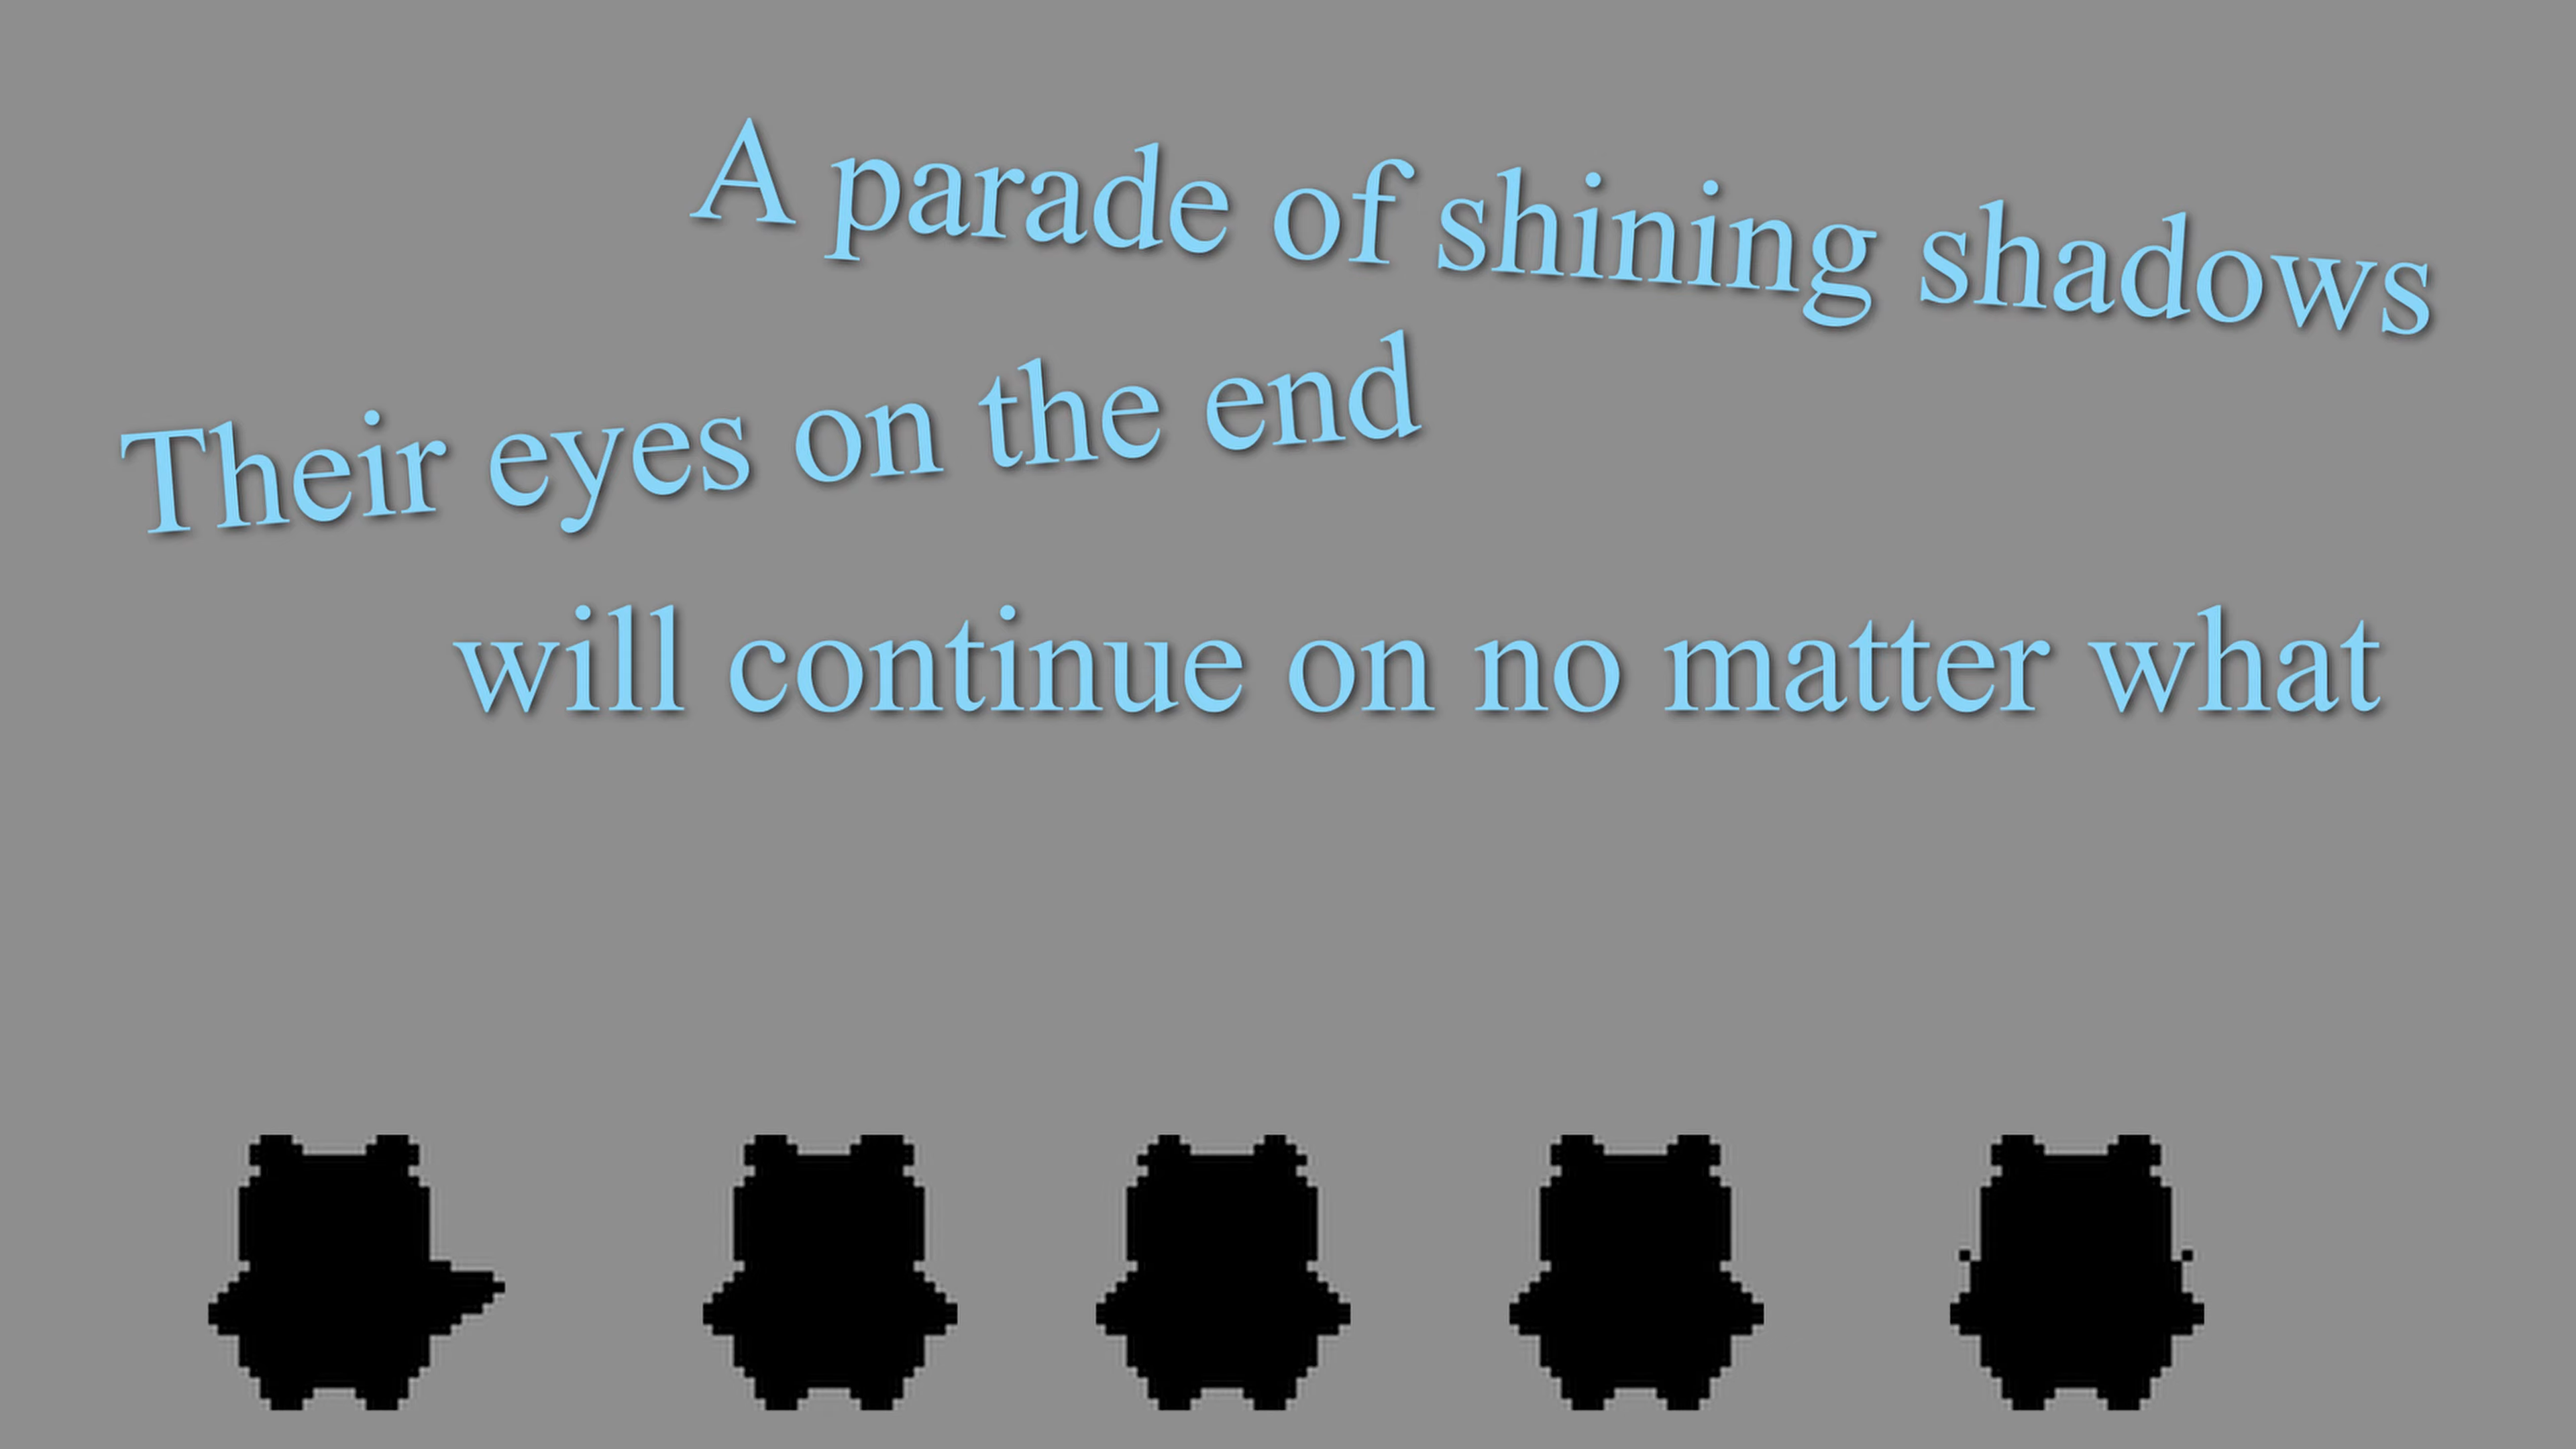 A parade of shining shadows
Their eyes on the end
will continue on no matter what